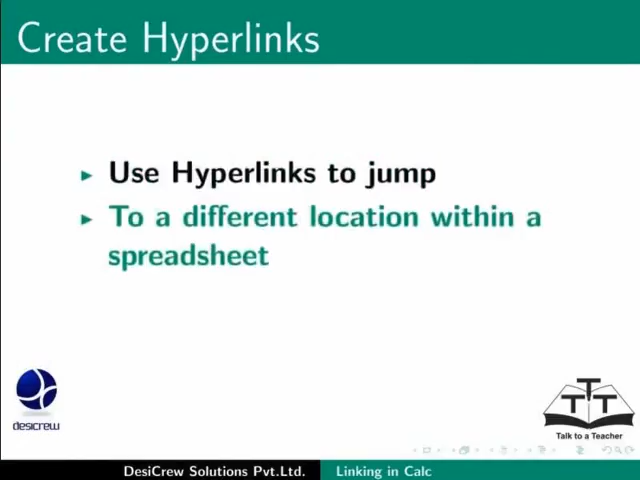 Create Hyperlinks
Use Hyperlinks to jump
To a different location within a
spreadsheet
desicrew
T T T
Talk to a Teacher
DesiCrew Solutions Pvt.Ltd.
Linking in Calc